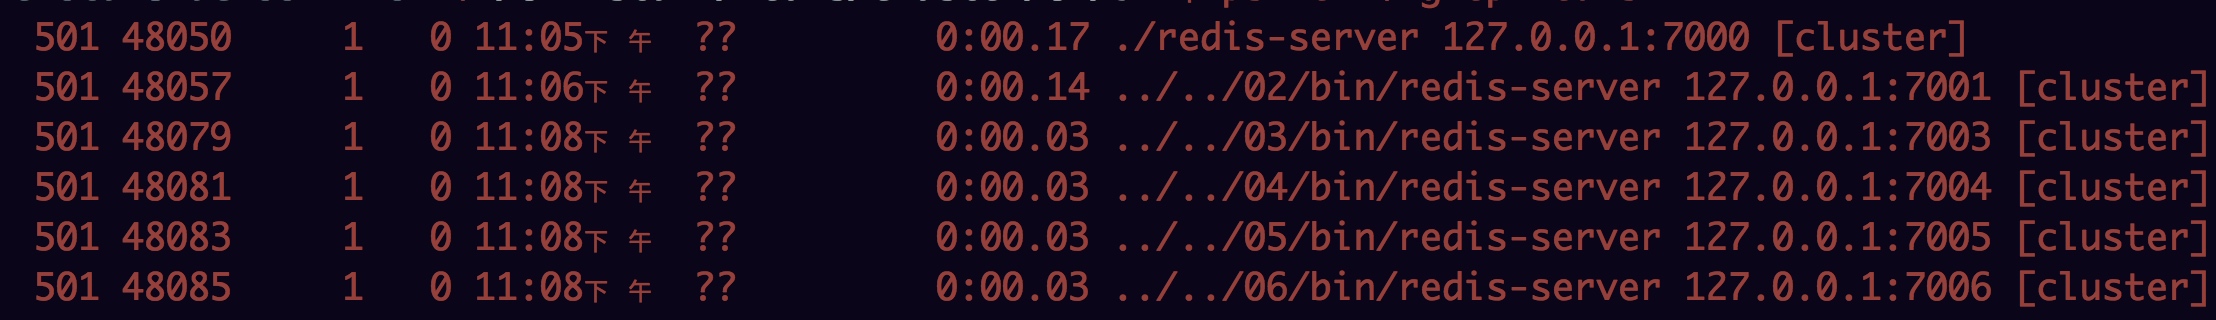 501 48050 1 0 11:05下午 ?? 0:00.17 ./redis-server 127.0.0.1:7000 [cluster]
501 48057 1 0 11:06下午 ?? 0:00.14 ../../02/bin/redis-server 127.0.0.1:7001 [cluster]
501 48079 1 0 11:08下午 ?? 0:00.03 ../../03/bin/redis-server 127.0.0.1:7003 [cluster]
501 48081 1 0 11:08下午 ?? 0:00.03 ../../04/bin/redis-server 127.0.0.1:7004 [cluster]
501 48083 1 0 11:08下午 ?? 0:00.03 ../../05/bin/redis-server 127.0.0.1:7005 [cluster]
501 48085 1 0 11:08下午 ?? 0:00.03 ../../06/bin/redis-server 127.0.0.1:7006 [cluster]